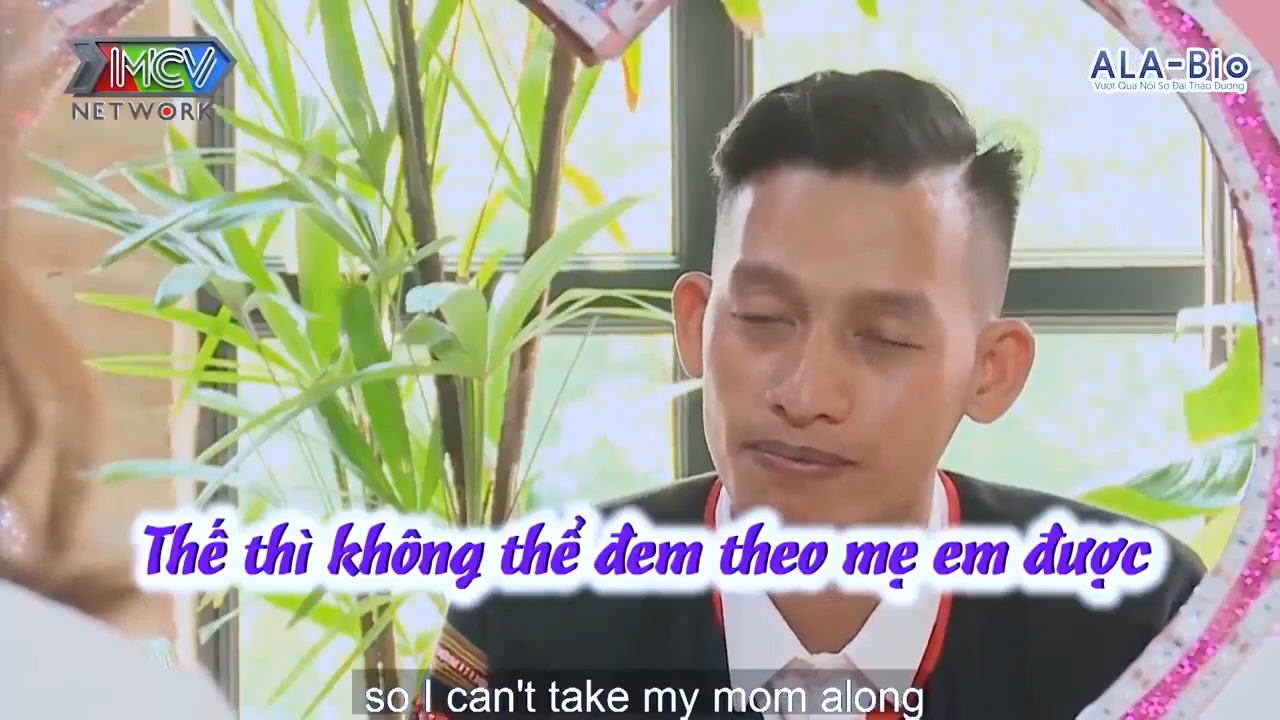 MCV
NETWORK
ALA-Bio
Vượt Qua Nỗi Sợ Đái Tháo Đường
Thế thì không thể đem theo mẹ em được
so I can't take my mom along